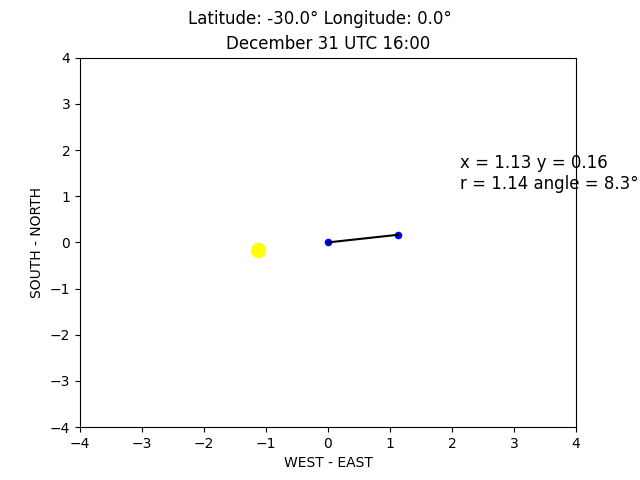 Latitude: -30.0° Longitude: 0.0°
December 31 UTC 16:00
4
3
2
1
0
−1
−2
−3
−4
SOUTH - NORTH
x = 1.13 y = 0.16
r = 1.14 angle = 8.3°
−4 −3 −2 −1 0 1 2 3 4
WEST - EAST